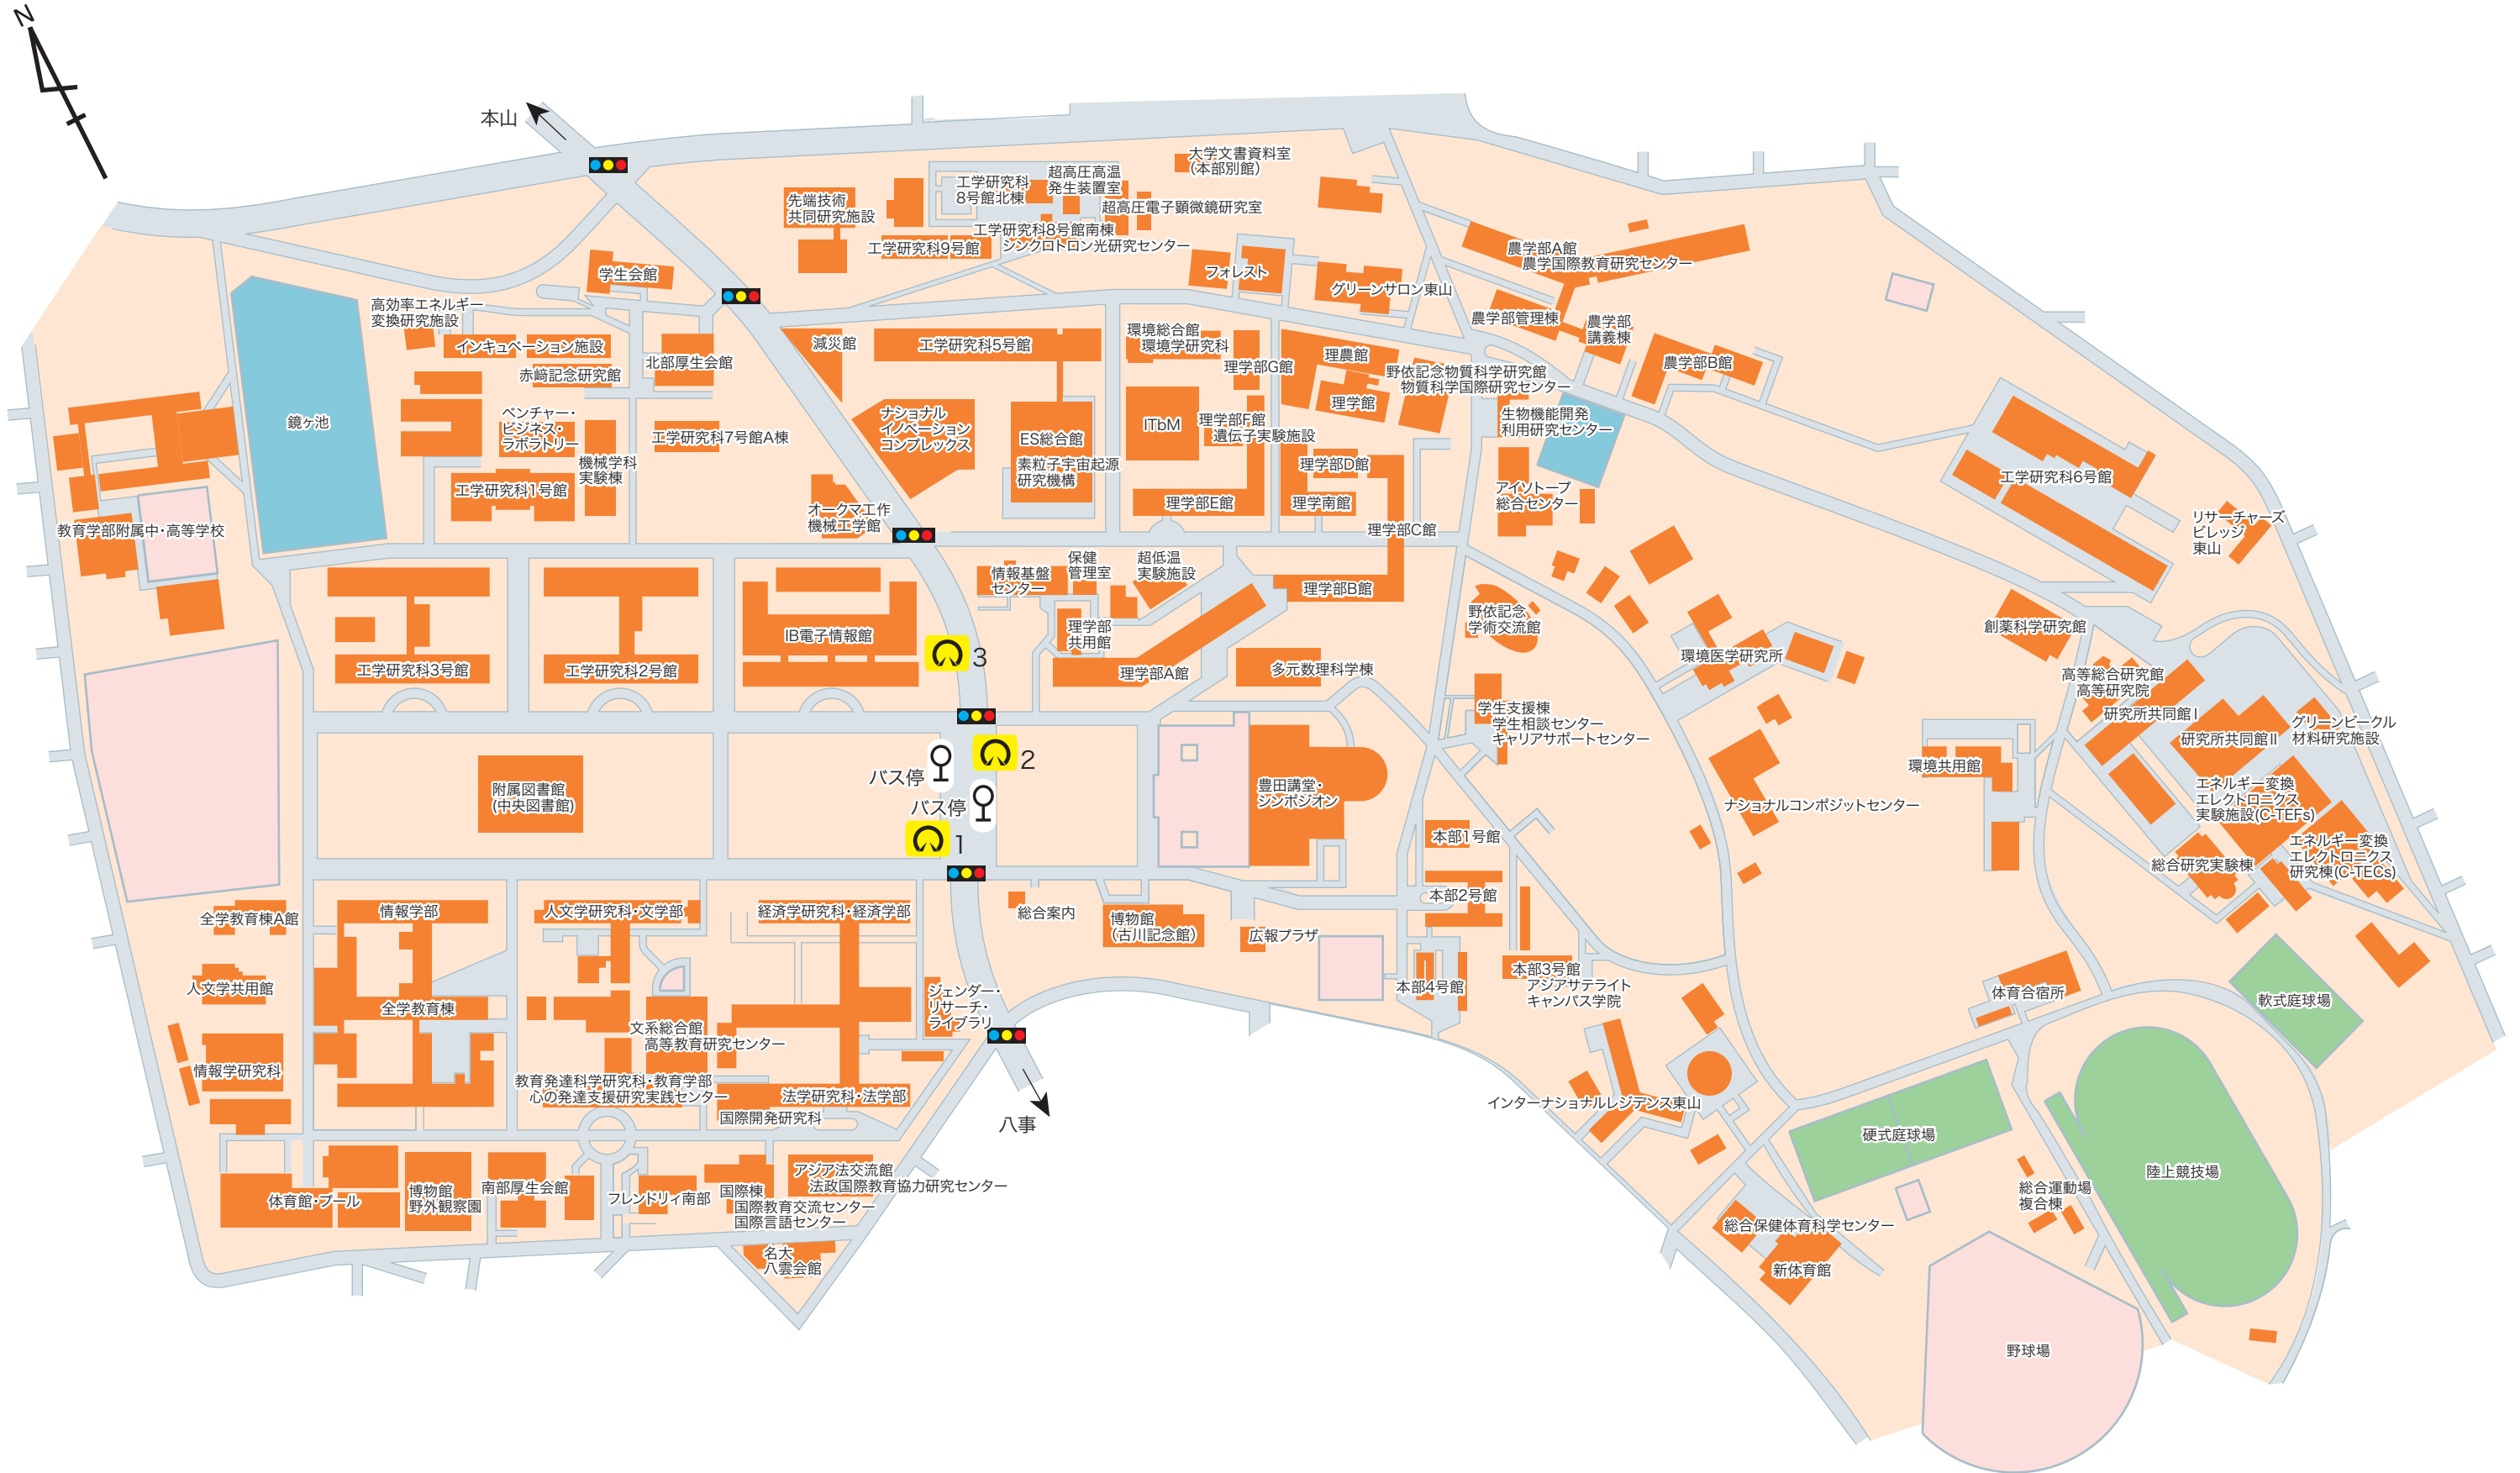 N
本山
大学文書資料室
(本部別館)
超高圧高温
発生装置室
工学研究科
8号館北棟
先端技術
共同研究施設
超高圧電子顕微鏡研究室
工学研究科8号館南棟
シンクロトロン光研究センター
工学研究科9号館
農学部A館
農学国際教育研究センター
学生会館
フォレスト
グリーンサロン東山
高効率エネルギー
変換研究施設
農学部管理棟
農学部
講義棟
インキュベーション施設
減災館
工学研究科5号館
環境総合館
環境学研究科
理農館
農学部B館
北部厚生会館
理学部G館
赤﨑記念研究館
野依記念物質科学研究館
物質科学国際研究センター
理学館
鏡ヶ池
ベンチャー・
ビジネス・
ラボラトリー
ナショナル
イノベーション
コンプレックス
ITbM
理学部F館
遺伝子実験施設
生物機能開発
利用研究センター
工学研究科7号館A棟
ES総合館
素粒子宇宙起源
研究機構
機械学科
実験棟
理学部D館
工学研究科6号館
工学研究科1号館
アイソトープ
総合センター
理学部E館
理学南館
オークマ工作
機械工学館
教育学部附属中・高等学校
理学部C館
リサーチャーズ
ビレッジ
東山
情報基盤
センター
保健
管理室
超低温
実験施設
理学部B館
野依記念
学術交流館
創薬科学研究館
IB電子情報館
3
理学部
共用館
環境医学研究所
工学研究科3号館
工学研究科2号館
理学部A館
多元数理科学棟
高等総合研究館
高等研究院
学生支援棟
学生相談センター
キャリアサポートセンター
研究所共同館Ⅰ
研究所共同館Ⅱ
グリーンビークル
材料研究施設
2
バス停
バス停
環境共用館
附属図書館
(中央図書館)
豊田講堂・
シンポジオン
ナショナルコンポジットセンター
エネルギー変換
エレクトロニクス
実験施設(C-TEFs)
1
本部1号館
エネルギー変換
エレクトロニクス
研究棟(C-TECs)
総合研究実験棟
本部2号館
全学教育棟A館
情報学部
人文学研究科・文学部
経済学研究科・経済学部
総合案内
博物館
(古川記念館)
広報プラザ
本部3号館
アジアサテライト
キャンパス学院
本部4号館
人文学共用館
全学教育棟
ジェンダー・
リサーチ・
ライブラリ
体育合宿所
軟式庭球場
文系総合館
高等教育研究センター
情報学研究科
教育発達科学研究科・教育学部
心の発達支援研究実践センター
法学研究科・法学部
国際開発研究科
八事
インターナショナルレジデンス東山
硬式庭球場
陸上競技場
体育館・プール
博物館
野外観察園
南部厚生会館
フレンドリィ南部
国際棟
国際教育交流センター
国際言語センター
アジア法交流館
法政国際教育協力研究センター
総合運動場
複合棟
総合保健体育科学センター
名大
八雲会館
新体育館
野球場